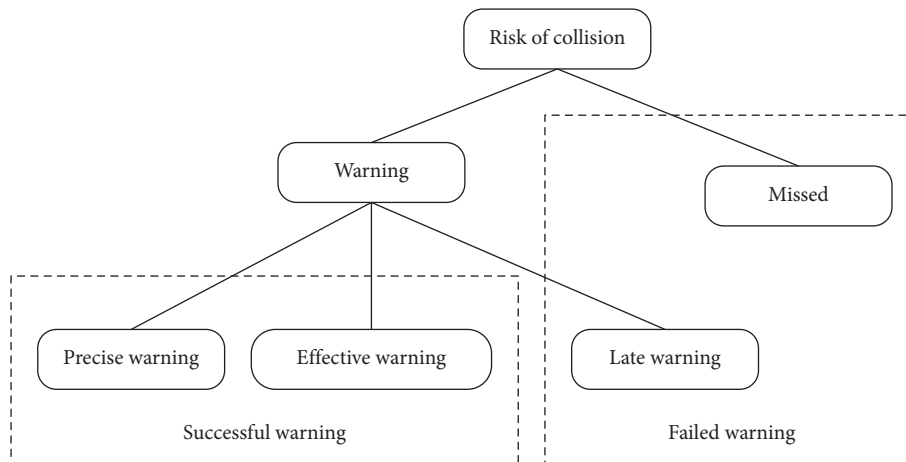 Risk of collision
Warning
Missed
Precise warning
Effective warning
Late warning
Successful warning
Failed warning